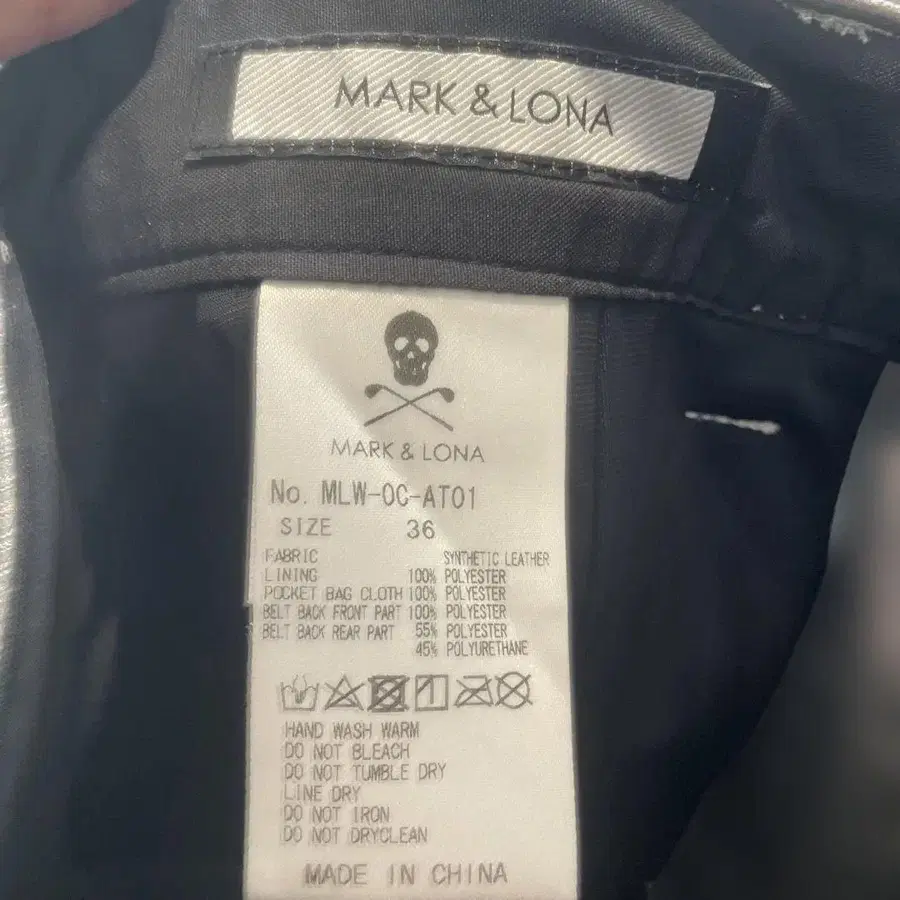 MARK & LONA
MARK & LONA
No. MLW-0C-AT01
SIZE 36
FABRIC SYNTHETIC LEATHER
LINING 100% POLYESTER
POCKET BAG CLOTH 100% POLYESTER
BELT BACK FRONT PART 100% POLYESTER
BELT BACK REAR PART 55% POLYESTER
45% POLYURETHANE
HAND WASH WARM
DO NOT BLEACH
DO NOT TUMBLE DRY
LINE DRY
DO NOT IRON
DO NOT DRYCLEAN
MADE IN CHINA